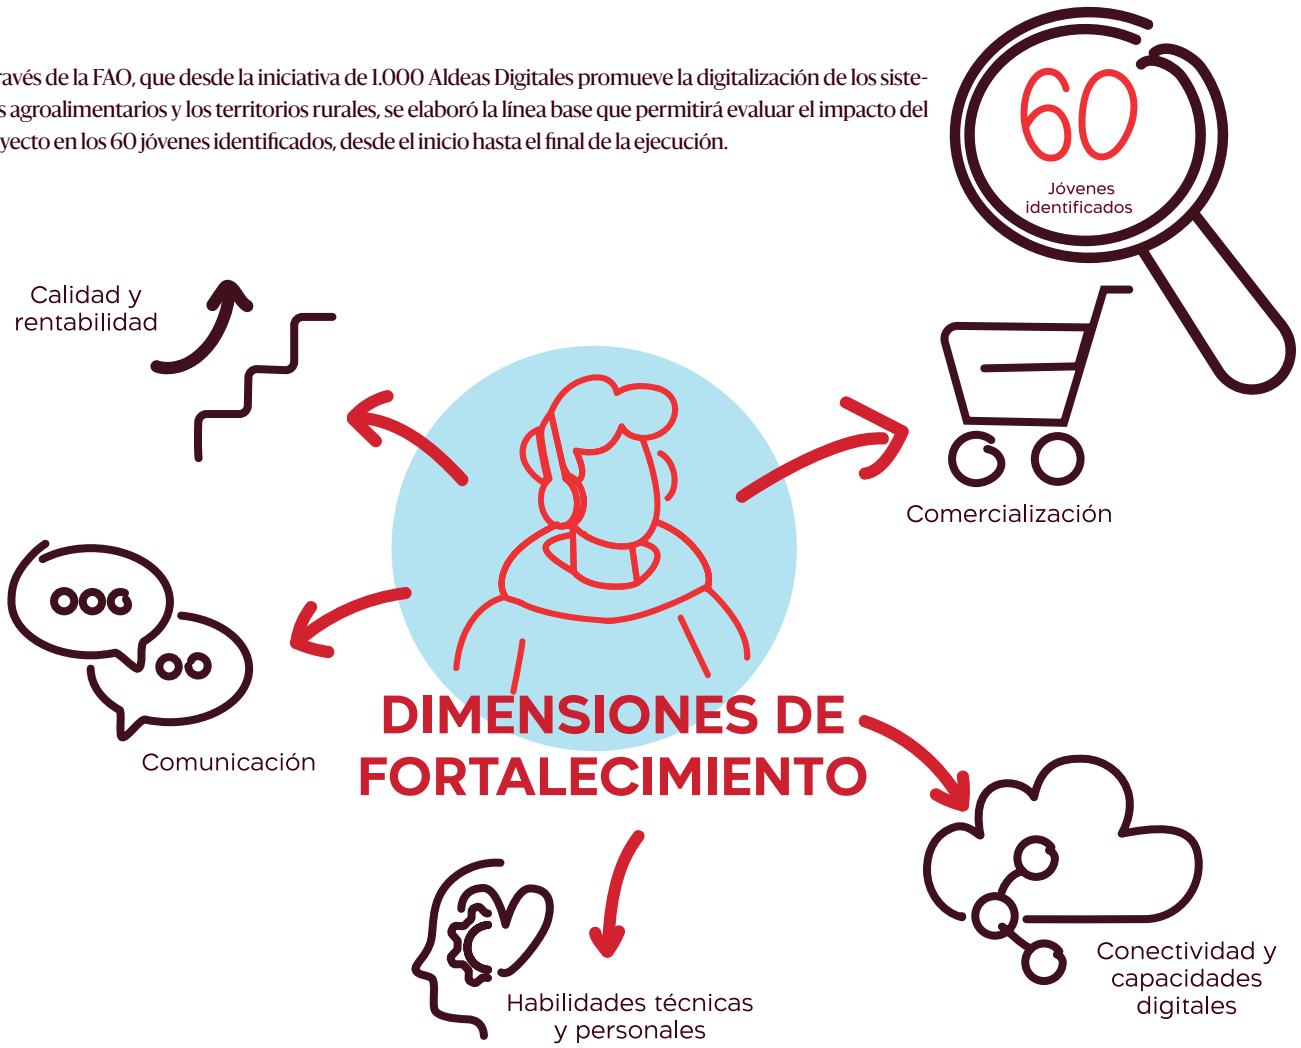 ravés de la FAO, que desde la iniciativa de 1.000 Aldeas Digitales promueve la digitalización de los siste-
s agroalimentarios y los territorios rurales, se elaboró la línea base que permitirá evaluar el impacto del
yecto en los 60 jóvenes identificados, desde el inicio hasta el final de la ejecución.
60
Jóvenes
identificados
Calidad y
rentabilidad
Comercialización
Comunicación
DIMENSIONES DE
FORTALECIMIENTO
Habilidades técnicas
y personales
Conectividad y
capacidades
digitales